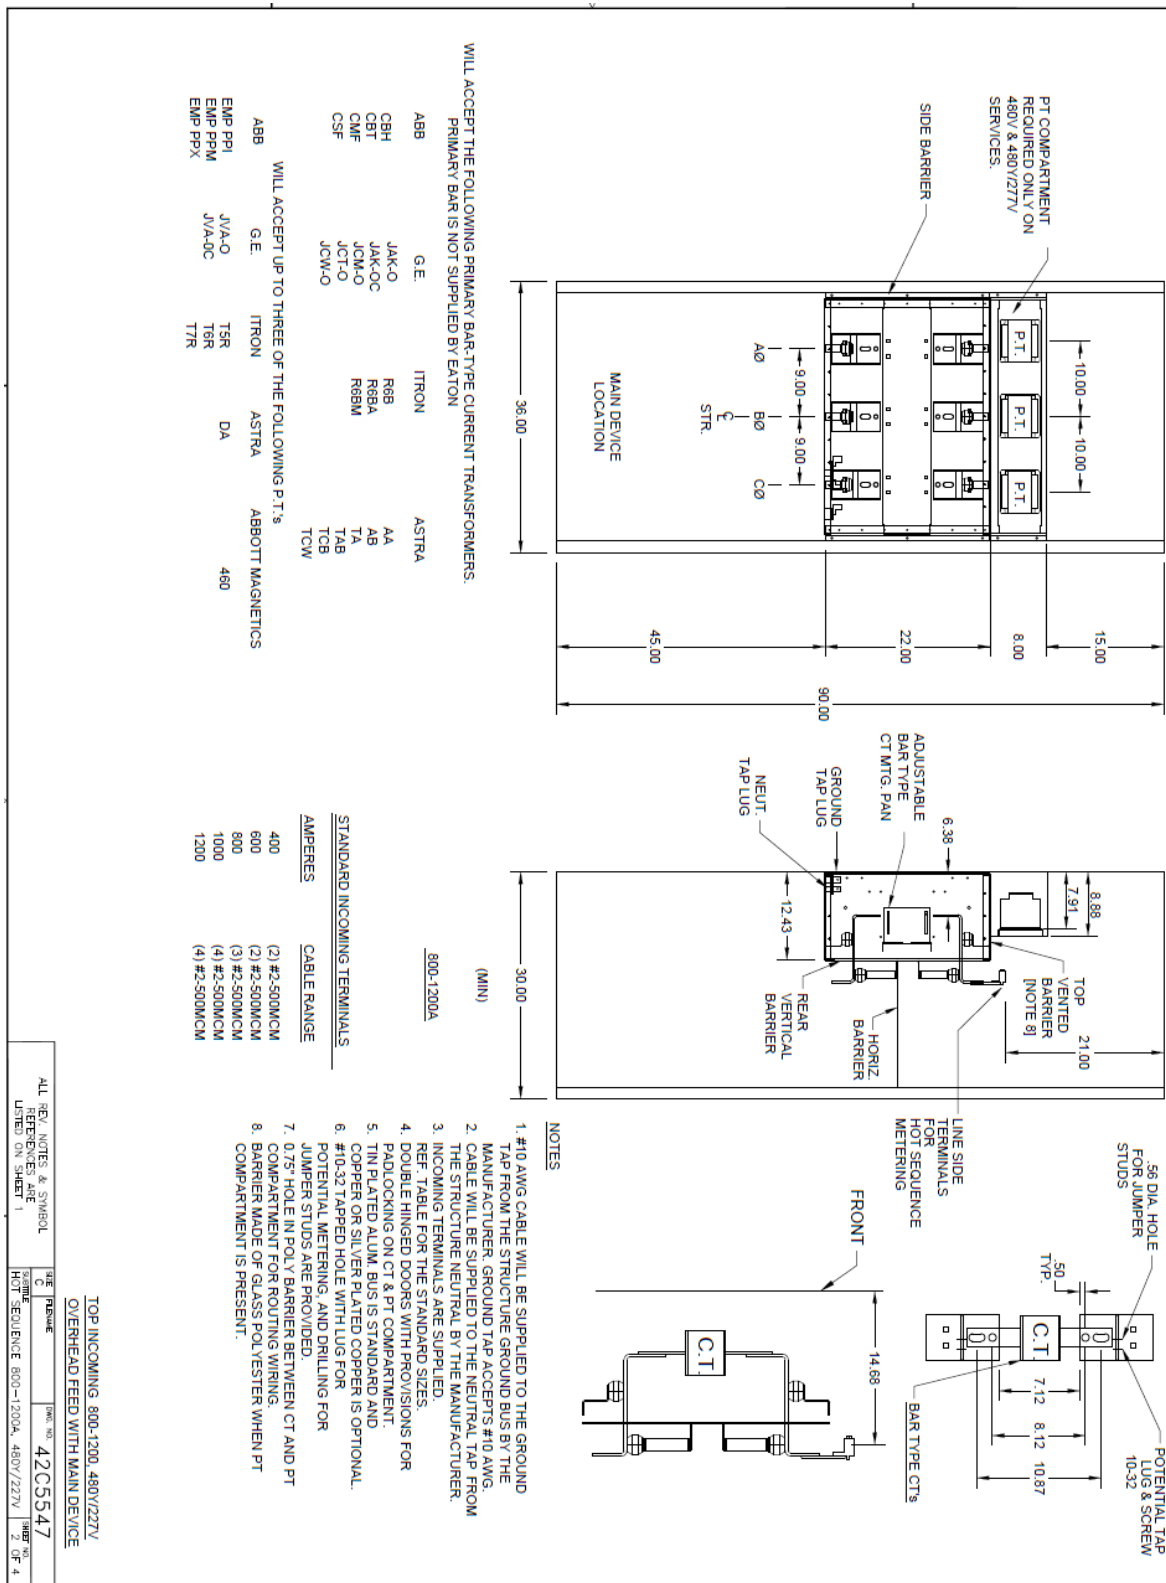 PT COMPARTMENT
REQUIRED ONLY ON
480V & 480Y/277V
SERVICES.
SIDE BARRIER
P.T.
P.T.
P.T.
10.00
10.00
AØ
9.00
BØ
9.00
CØ
℄
STR.
MAIN DEVICE
LOCATION
36.00
15.00
8.00
22.00
45.00
90.00
WILL ACCEPT THE FOLLOWING PRIMARY BAR-TYPE CURRENT TRANSFORMERS.
PRIMARY BAR IS NOT SUPPLIED BY EATON
ABB G.E. ITRON ASTRA
CBH JAK-O R6B AA
CBT JAK-OC R6BA AB
CMF JCM-O R6BM TA
CSF JCT-O TAB
JCW-O TCB
TCW
WILL ACCEPT UP TO THREE OF THE FOLLOWING P.T.'s
ABB G.E. ITRON ASTRA ABBOTT MAGNETICS
EMP PPI JVA-O T5R DA 460
EMP PPM JVA-0C T6R
EMP PPX T7R
8.88
7.91
6.38
ADJUSTABLE
BAR TYPE
CT MTG. PAN
GROUND
TAP LUG
NEUT.
TAP LUG
12.43
TOP
VENTED
BARRIER
[NOTE 8]
21.00
HORIZ.
BARRIER
REAR
VERTICAL
BARRIER
LINE SIDE
TERMINALS
FOR
HOT SEQUENCE
METERING
30.00
(MIN)
800-1200A
STANDARD INCOMING TERMINALS
AMPERES CABLE RANGE
400 (2) #2-500MCM
600 (2) #2-500MCM
800 (3) #2-500MCM
1000 (4) #2-500MCM
1200 (4) #2-500MCM
.56 DIA. HOLE
FOR JUMPER
STUDS
POTENTIAL TAP
LUG & SCREW
10-32
.50
TYP.
C.T.
7.12
8.12
10.87
BAR TYPE CT's
FRONT
14.68
C.T.
NOTES
1. #10 AWG CABLE WILL BE SUPPLIED TO THE GROUND
TAP FROM THE STRUCTURE GROUND BUS BY THE
MANUFACTURER. GROUND TAP ACCEPTS #10 AWG.
2. CABLE WILL BE SUPPLIED TO THE NEUTRAL TAP FROM
THE STRUCTURE NEUTRAL BY THE MANUFACTURER.
3. INCOMING TERMINALS ARE SUPPLIED.
REF. TABLE FOR THE STANDARD SIZES.
4. DOUBLE HINGED DOORS WITH PROVISIONS FOR
PADLOCKING ON CT & PT COMPARTMENT.
5. TIN PLATED ALUM. BUS IS STANDARD AND
COPPER OR SILVER PLATED COPPER IS OPTIONAL.
6. #10-32 TAPPED HOLE WITH LUG FOR
POTENTIAL METERING, AND DRILLING FOR
JUMPER STUDS ARE PROVIDED.
7. 0.75" HOLE IN POLY BARRIER BETWEEN CT AND PT
COMPARTMENT FOR ROUTING WIRING.
8. BARRIER MADE OF GLASS POLYESTER WHEN PT
COMPARTMENT IS PRESENT.
TOP INCOMING 800-1200, 480Y/227V
OVERHEAD FEED WITH MAIN DEVICE
ALL REV. NOTES & SYMBOL
REFERENCES ARE
LISTED ON SHEET 1
SIZE C FILENAME DWG. NO. 42C5547
SUBTITLE HOT SEQUENCE 800-1200A, 480Y/227V SHEET NO. 2 OF 4